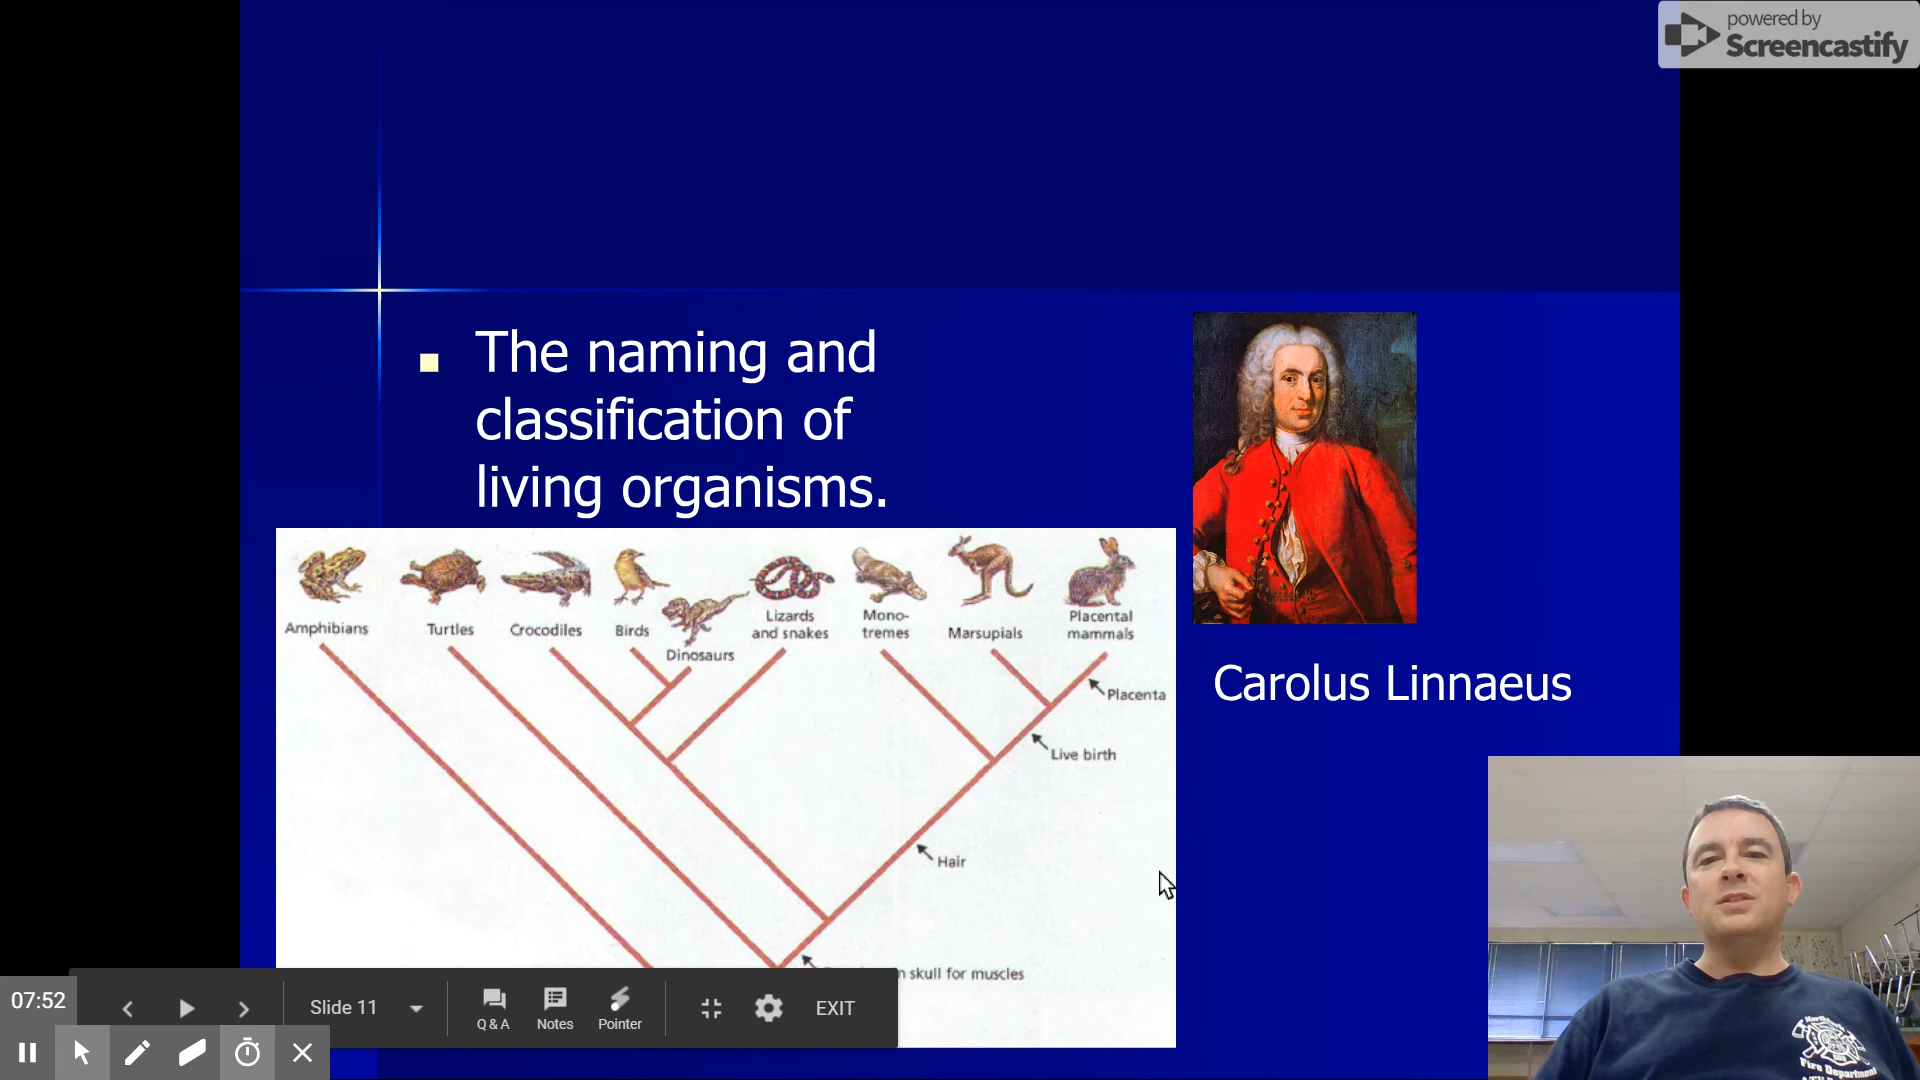 powered by
Screencastify
The naming and
classification of
living organisms.
Amphibians
Turtles
Crocodiles
Birds
Dinosaurs
Lizards
and snakes
Mono-
tremes
Marsupials
Placental
mammals
Placenta
Live birth
Hair
skull for muscles
Carolus Linnaeus
07:52
Slide 11
Q & A
Notes
Pointer
EXIT
Fire Department